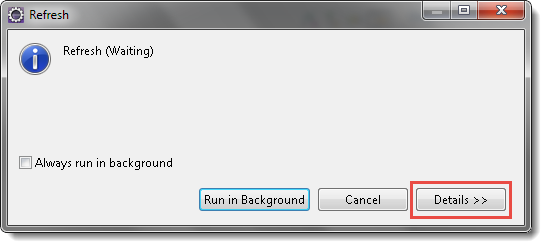 Refresh
Refresh (Waiting)
Always run in background
Run in Background
Cancel
Details >>